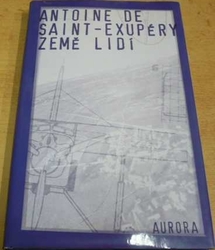 ANTOINE DE
SAINT-EXUPÉRY
ZEMĚ LIDÍ
AURORA